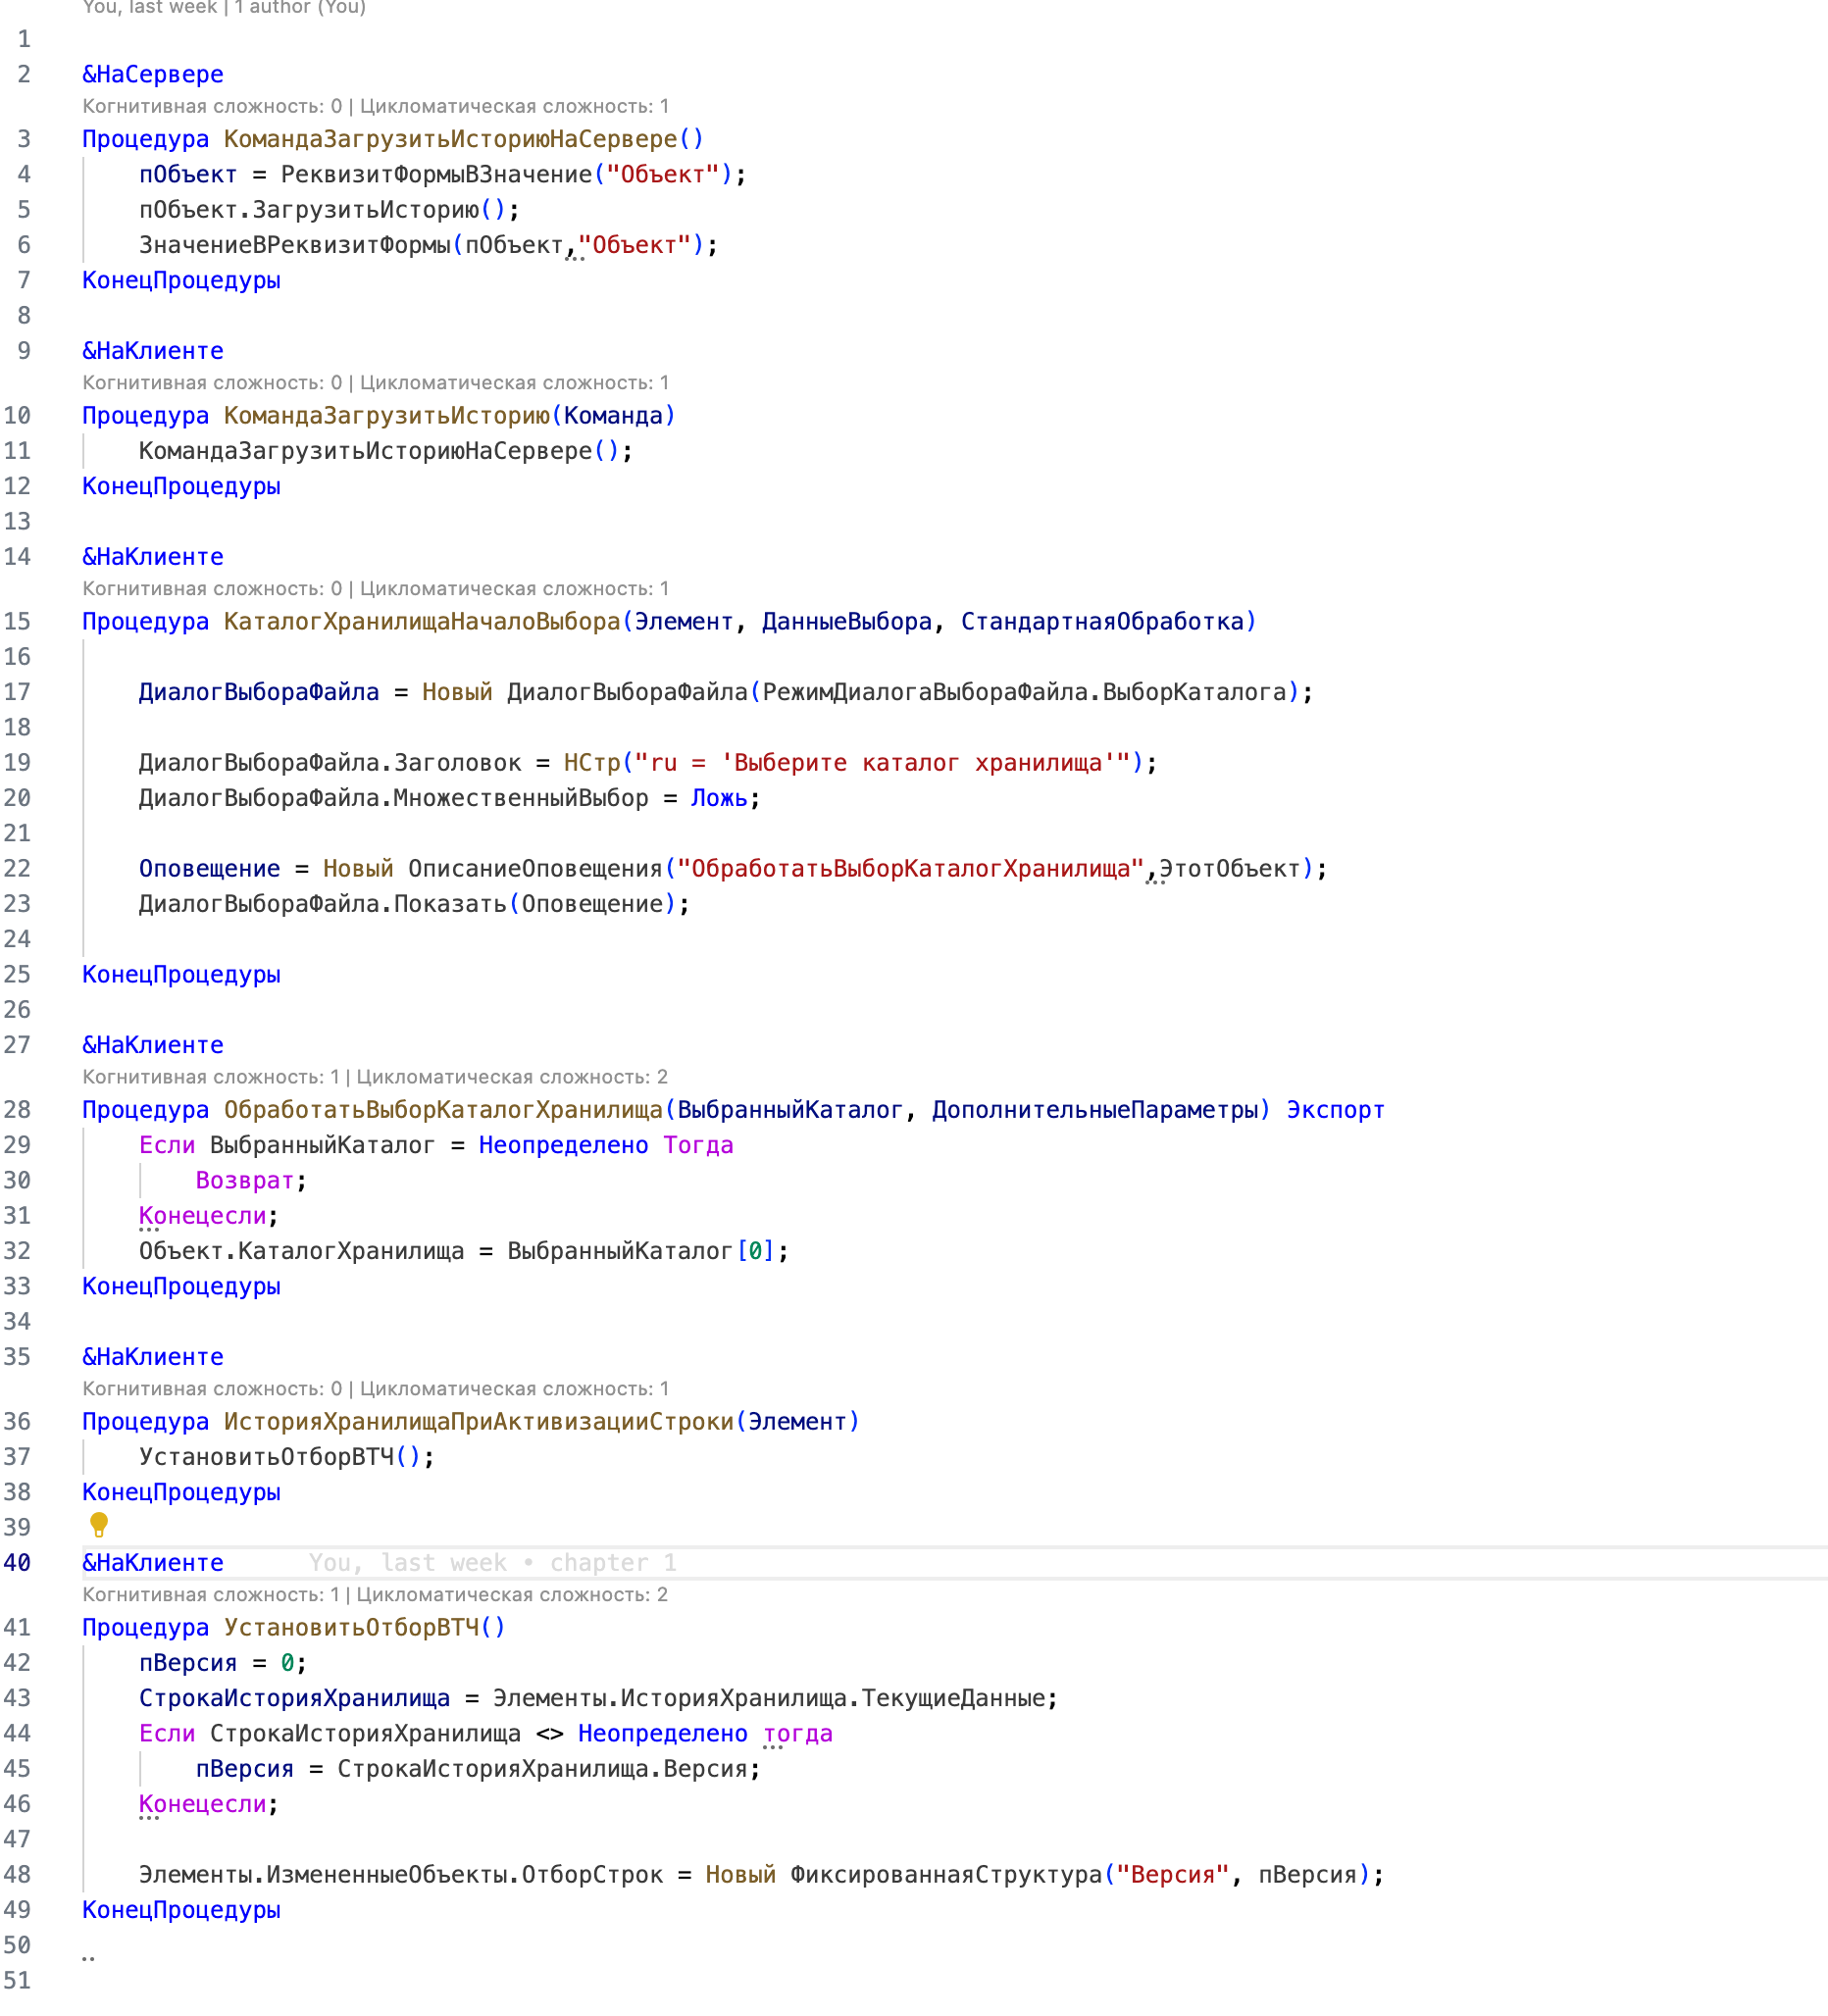 You, last week | 1 author (You)
1
2 &НаСервере
Когнитивная сложность: 0 | Цикломатическая сложность: 1
3 Процедура КомандаЗагрузитьИсториюНаСервере()
4 пОбъект = РеквизитФормыВЗначение("Объект");
5 пОбъект.ЗагрузитьИсторию();
6 ЗначениеВРеквизитФормы(пОбъект,"Объект");
7 КонецПроцедуры
8
9 &НаКлиенте
Когнитивная сложность: 0 | Цикломатическая сложность: 1
10 Процедура КомандаЗагрузитьИсторию(Команда)
11 КомандаЗагрузитьИсториюНаСервере();
12 КонецПроцедуры
13
14 &НаКлиенте
Когнитивная сложность: 0 | Цикломатическая сложность: 1
15 Процедура КаталогХранилищаНачалоВыбора(Элемент, ДанныеВыбора, СтандартнаяОбработка)
16
17 ДиалогВыбораФайла = Новый ДиалогВыбораФайла(РежимДиалогаВыбораФайла.ВыборКаталога);
18
19 ДиалогВыбораФайла.Заголовок = НСтр("ru = 'Выберите каталог хранилища'");
20 ДиалогВыбораФайла.МножественныйВыбор = Ложь;
21
22 Оповещение = Новый ОписаниеОповещения("ОбработатьВыборКаталогХранилища",ЭтотОбъект);
23 ДиалогВыбораФайла.Показать(Оповещение);
24
25 КонецПроцедуры
26
27 &НаКлиенте
Когнитивная сложность: 1 | Цикломатическая сложность: 2
28 Процедура ОбработатьВыборКаталогХранилища(ВыбранныйКаталог, ДополнительныеПараметры) Экспорт
29 Если ВыбранныйКаталог = Неопределено Тогда
30 Возврат;
31 Конецесли;
32 Объект.КаталогХранилища = ВыбранныйКаталог[0];
33 КонецПроцедуры
34
35 &НаКлиенте
Когнитивная сложность: 0 | Цикломатическая сложность: 1
36 Процедура ИсторияХранилищаПриАктивизацииСтроки(Элемент)
37 УстановитьОтборВТЧ();
38 КонецПроцедуры
39
40 &НаКлиенте You, last week • chapter 1
Когнитивная сложность: 1 | Цикломатическая сложность: 2
41 Процедура УстановитьОтборВТЧ()
42 пВерсия = 0;
43 СтрокаИсторияХранилища = Элементы.ИсторияХранилища.ТекущиеДанные;
44 Если СтрокаИсторияХранилища <> Неопределено тогда
45 пВерсия = СтрокаИсторияХранилища.Версия;
46 Конецесли;
47
48 Элементы.ИзмененныеОбъекты.ОтборСтрок = Новый ФиксированнаяСтруктура("Версия", пВерсия);
49 КонецПроцедуры
50
51